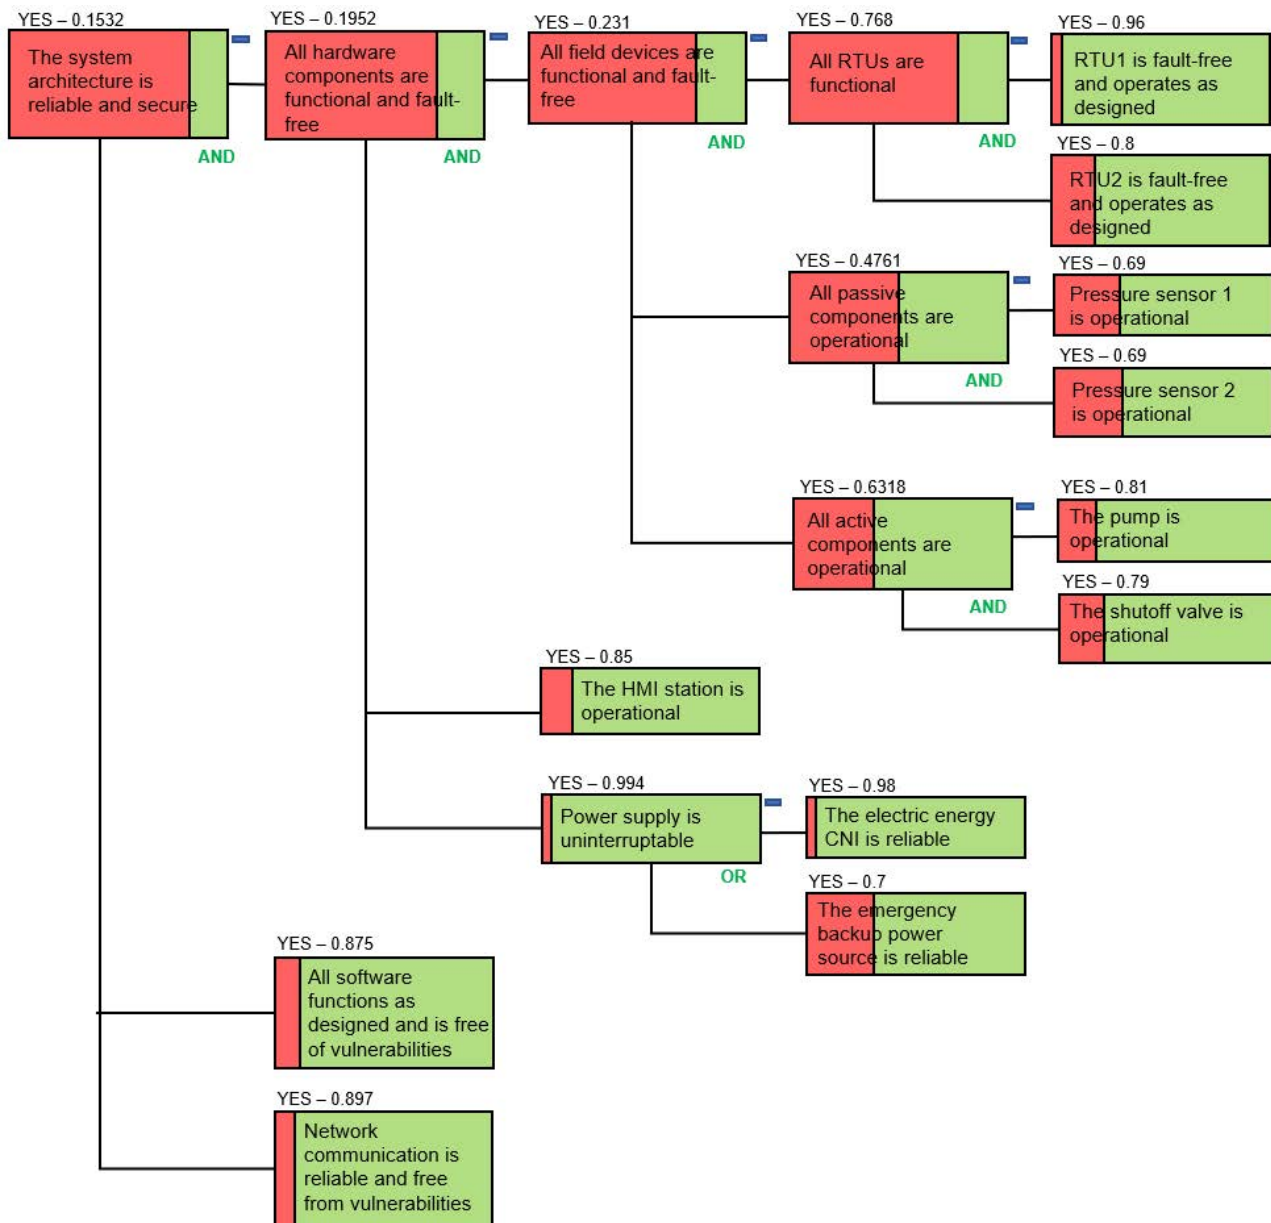 YES – 0.1532
The system
architecture is
reliable and secure
AND
YES – 0.1952
All hardware
components are
functional and fault-
free
AND
YES – 0.231
All field devices are
functional and fault-
free
AND
YES – 0.768
All RTUs are
functional
AND
YES – 0.96
RTU1 is fault-free
and operates as
designed
YES – 0.8
RTU2 is fault-free
and operates as
designed
YES – 0.4761
All passive
components are
operational
AND
YES – 0.69
Pressure sensor 1
is operational
YES – 0.69
Pressure sensor 2
is operational
YES – 0.6318
All active
components are
operational
AND
YES – 0.81
The pump is
operational
YES – 0.79
The shutoff valve is
operational
YES – 0.85
The HMI station is
operational
YES – 0.994
Power supply is
uninterruptable
OR
YES – 0.98
The electric energy
CNI is reliable
YES – 0.7
The emergency
backup power
source is reliable
YES – 0.875
All software
functions as
designed and is free
of vulnerabilities
YES – 0.897
Network
communication is
reliable and free
from vulnerabilities